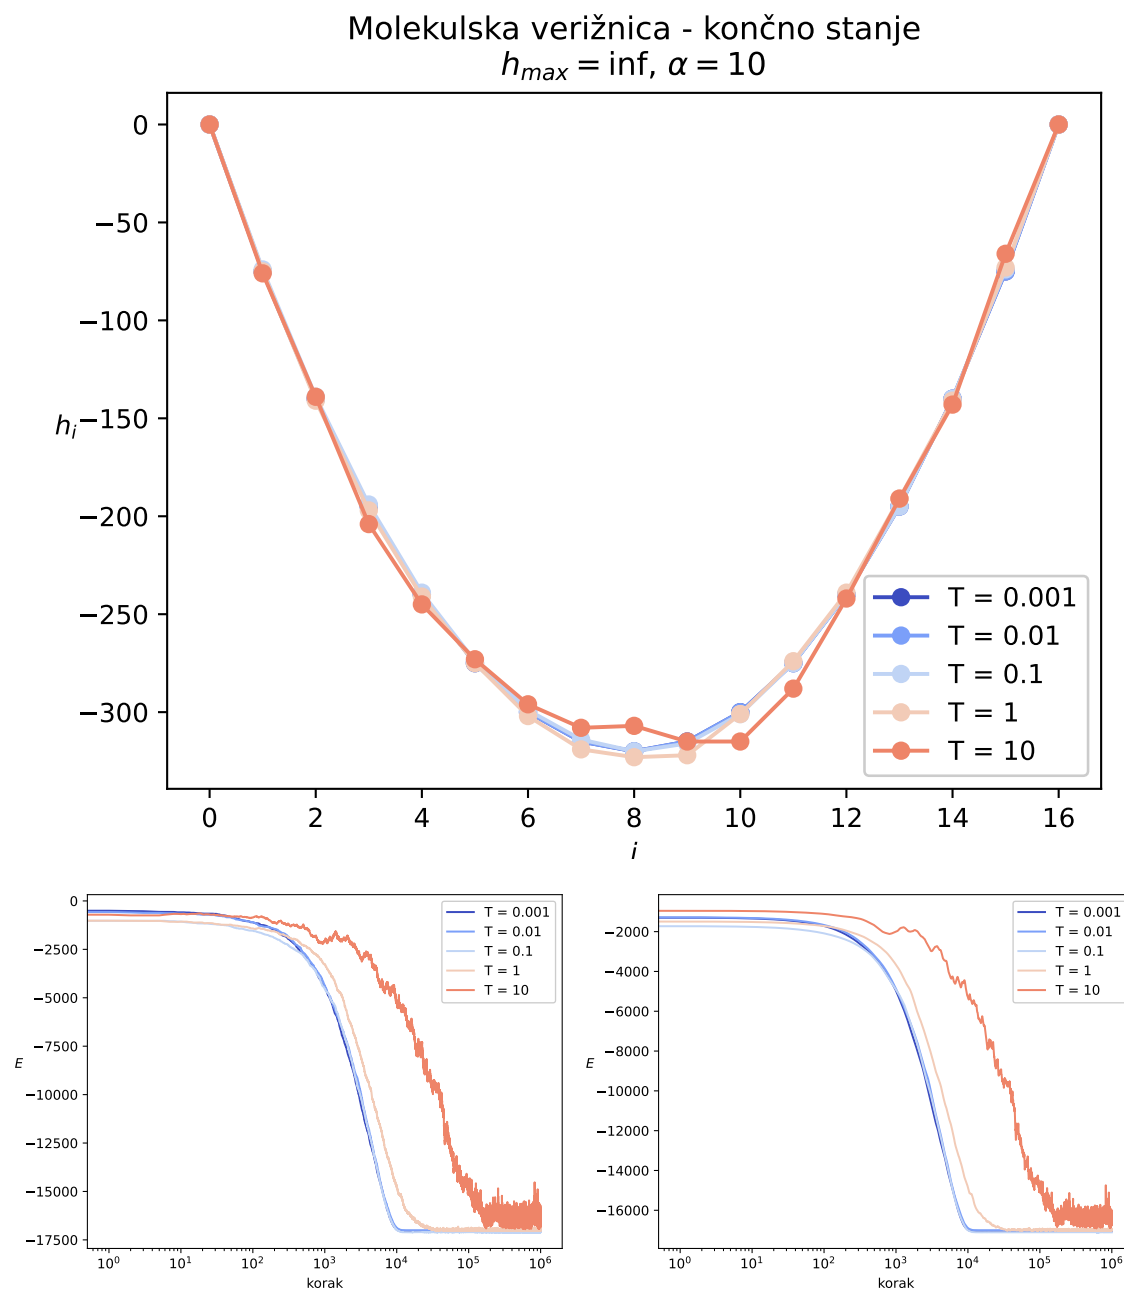 Molekulska verižnica - končno stanje
h_{max} = inf, α = 10
0
−50
−100
−150
−200
−250
−300
h_i
T = 0.001
T = 0.01
T = 0.1
T = 1
T = 10
0 2 4 6 8 10 12 14 16
i
0
−2500
−5000
−7500
−10000
−12500
−15000
−17500
E
T = 0.001
T = 0.01
T = 0.1
T = 1
T = 10
10^0 10^1 10^2 10^3 10^4 10^5 10^6
korak
−2000
−4000
−6000
−8000
−10000
−12000
−14000
−16000
E
T = 0.001
T = 0.01
T = 0.1
T = 1
T = 10
10^0 10^1 10^2 10^3 10^4 10^5 10^6
korak